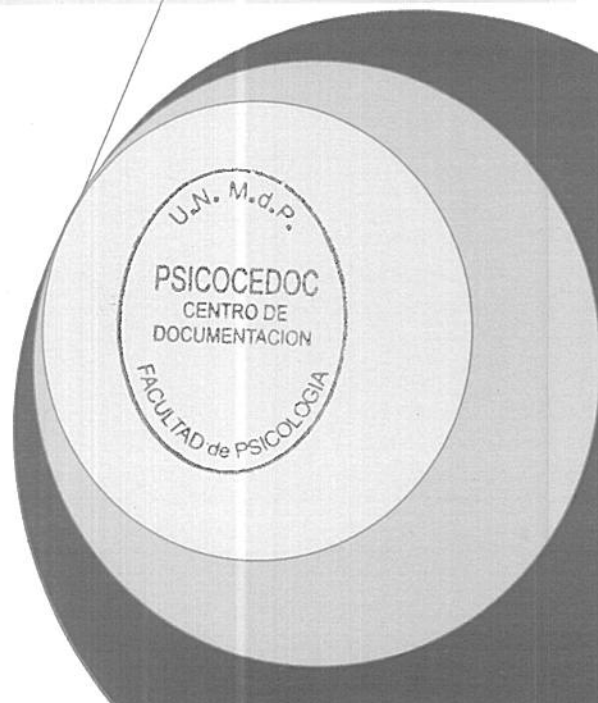 U.N. M.d.P.
PSICOCEDOC
CENTRO DE
DOCUMENTACION
FACULTAD de PSICOLOGIA